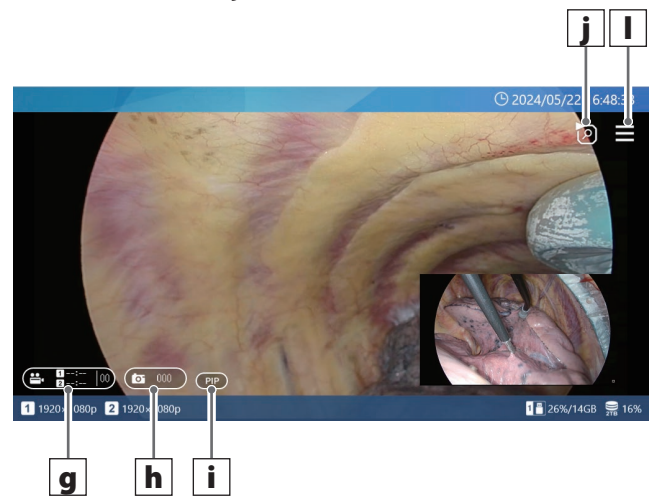 j l
2024/05/22 6:48:33
1 --:--
2 --:-- 00
000
PIP
1 1920×1080p 2 1920×1080p 1 26%/14GB 2TB 16%
g h i